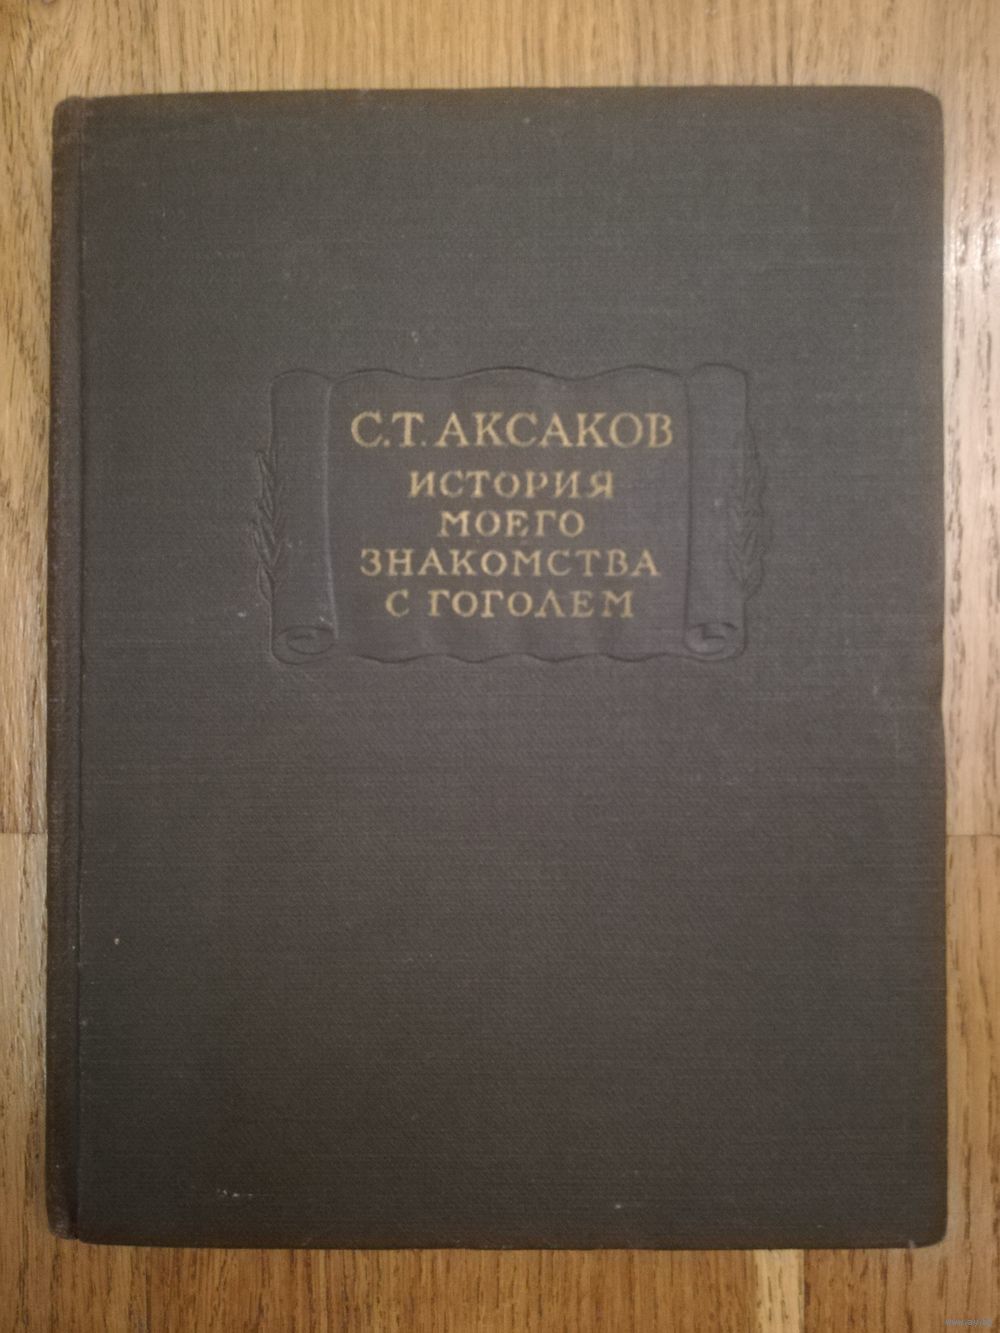 С.Т. АКСАКОВ
ИСТОРИЯ
МОЕГО
ЗНАКОМСТВА
С ГОГОЛЕМ